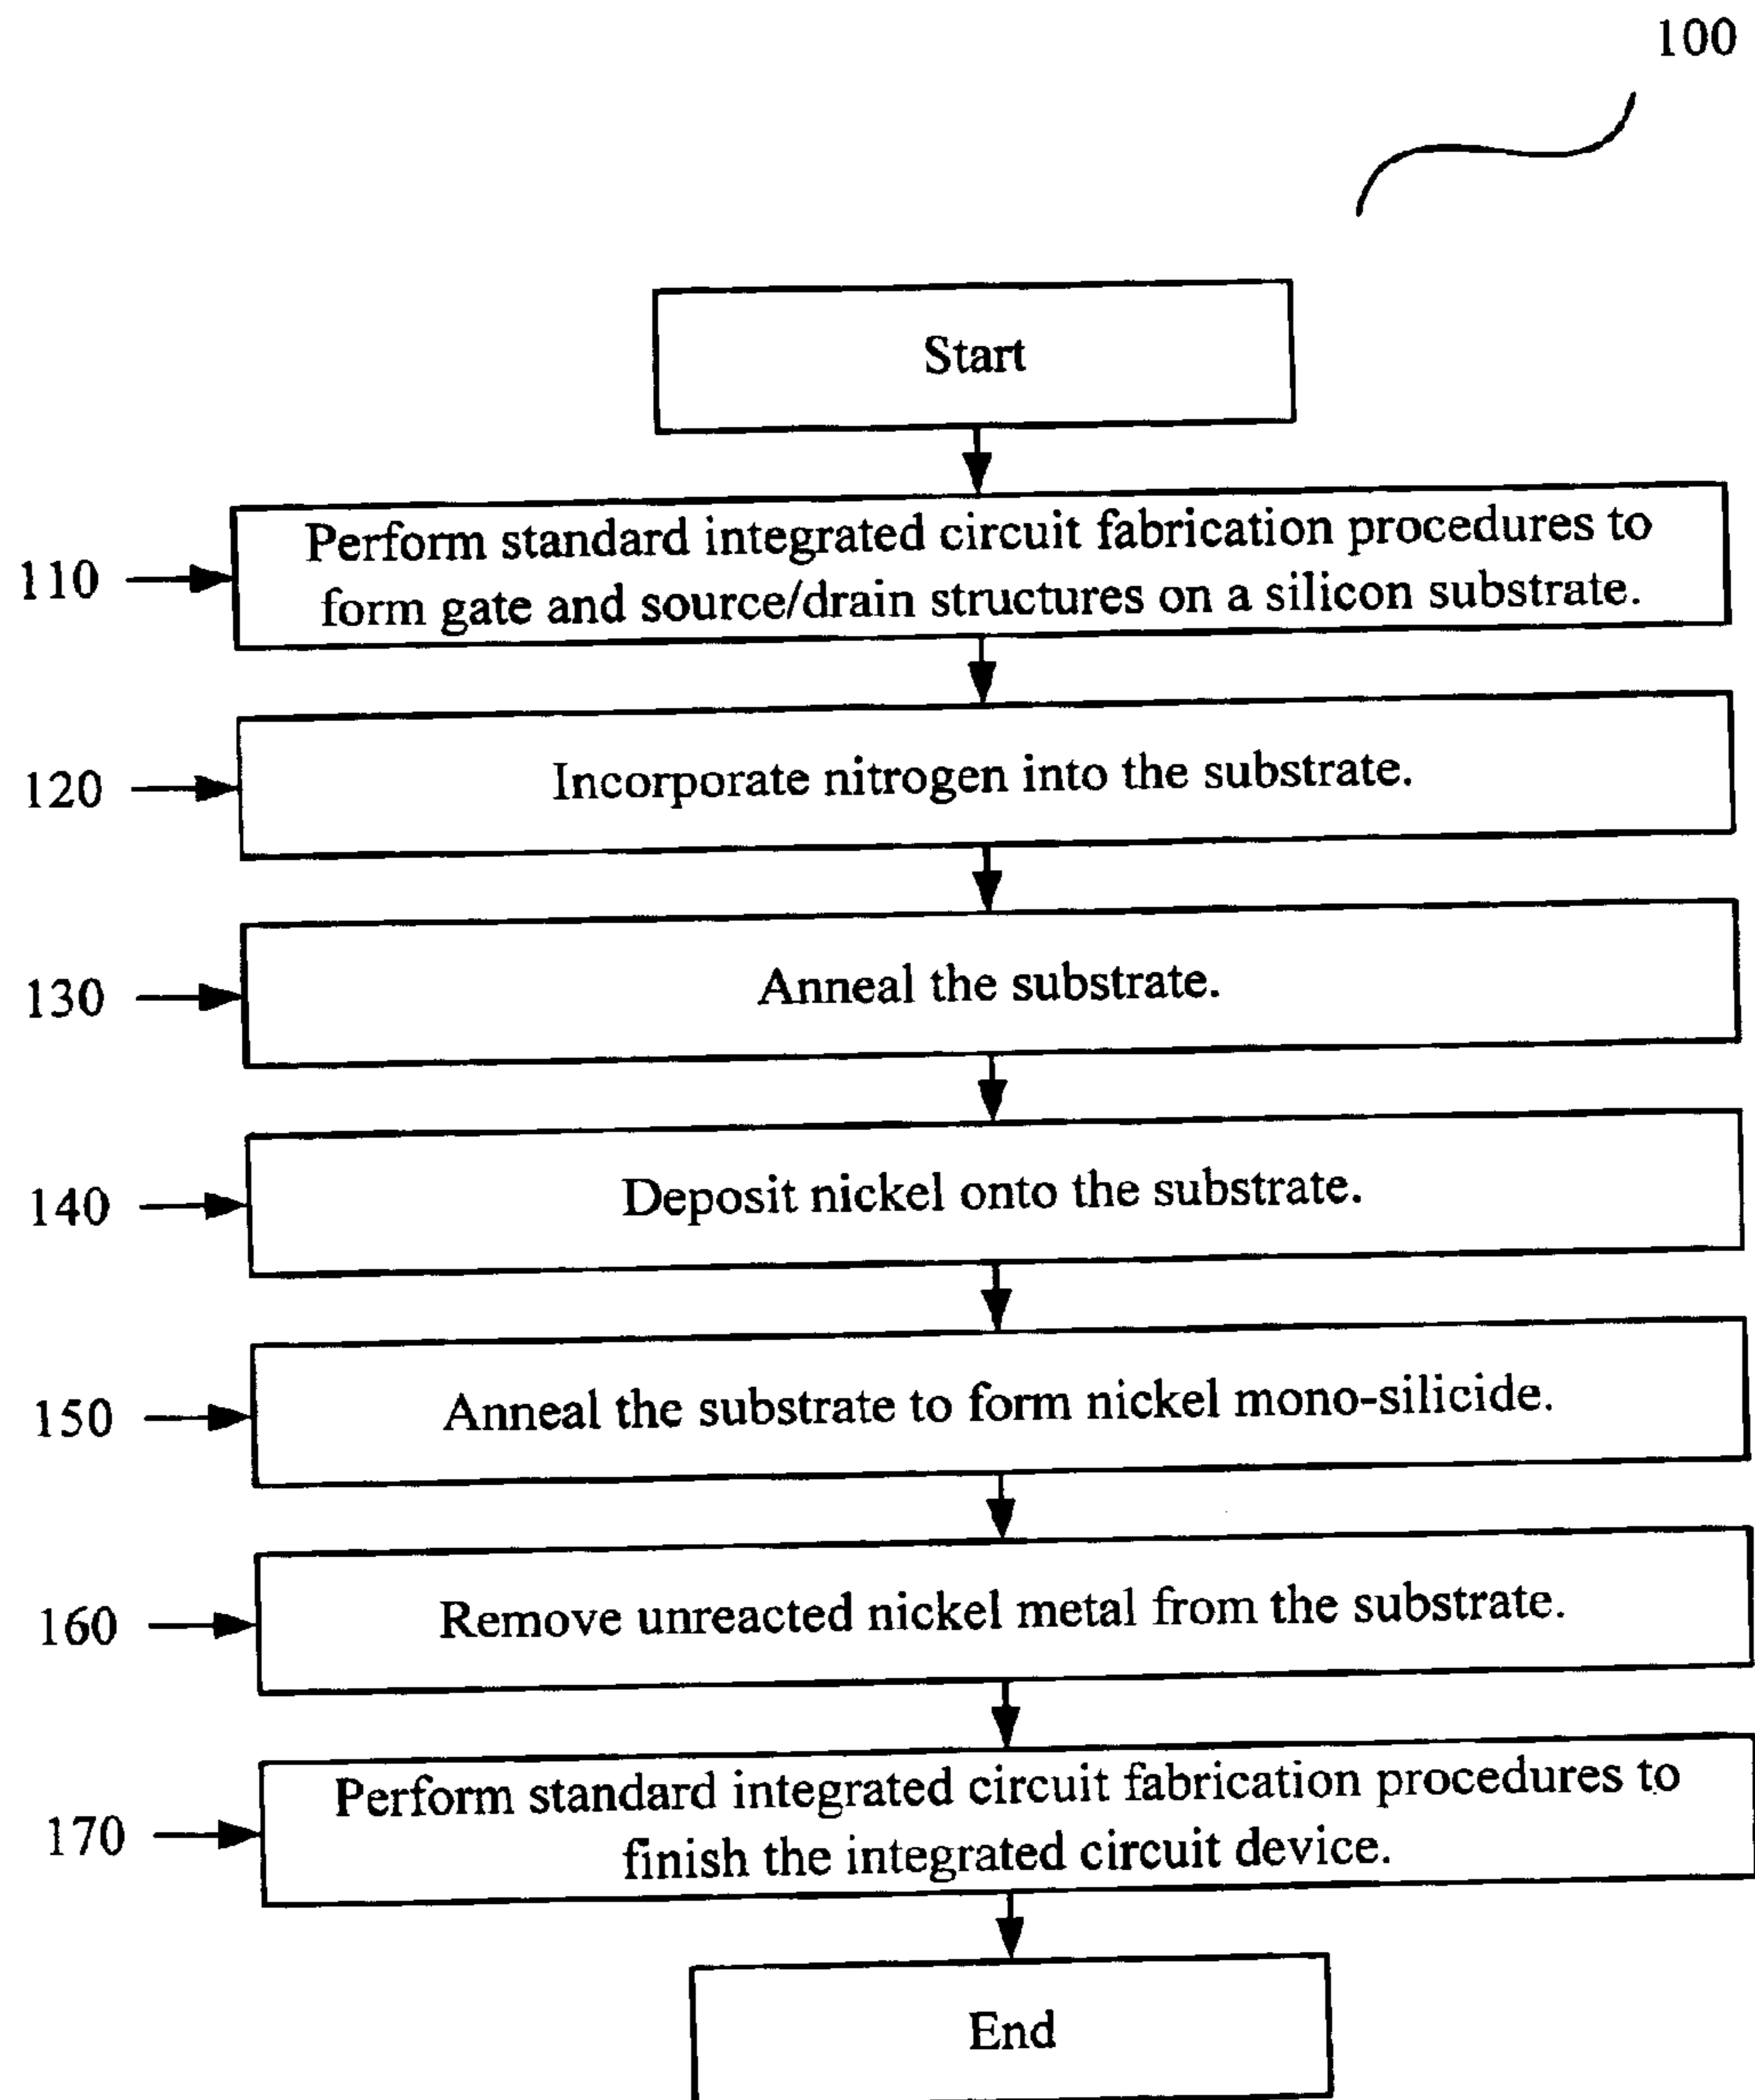 100
Start
110
Perform standard integrated circuit fabrication procedures to
form gate and source/drain structures on a silicon substrate.
120
Incorporate nitrogen into the substrate.
130
Anneal the substrate.
140
Deposit nickel onto the substrate.
150
Anneal the substrate to form nickel mono-silicide.
160
Remove unreacted nickel metal from the substrate.
170
Perform standard integrated circuit fabrication procedures to
finish the integrated circuit device.
End